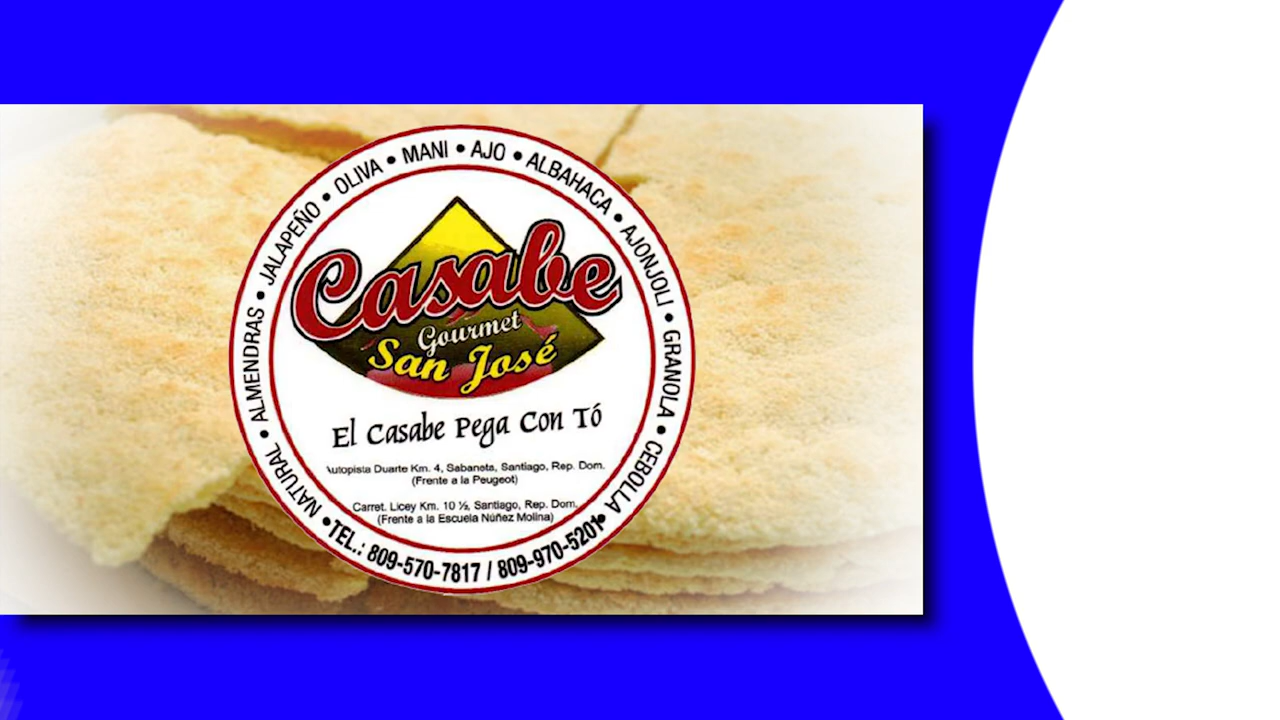 NATURAL • ALMENDRAS • JALAPEÑO • OLIVA • MANI • AJO • ALBAHACA • AJONJOLI • GRANOLA • CEBOLLA
Casabe
Gourmet
San José
El Casabe Pega Con Tó
Autopista Duarte Km. 4, Sabaneta, Santiago, Rep. Dom.
(Frente a la Peugeot)
Carret. Licey Km. 10 ½, Santiago, Rep. Dom.
(Frente a la Escuela Núñez Molina)
•TEL.: 809-570-7817 / 809-970-5201•